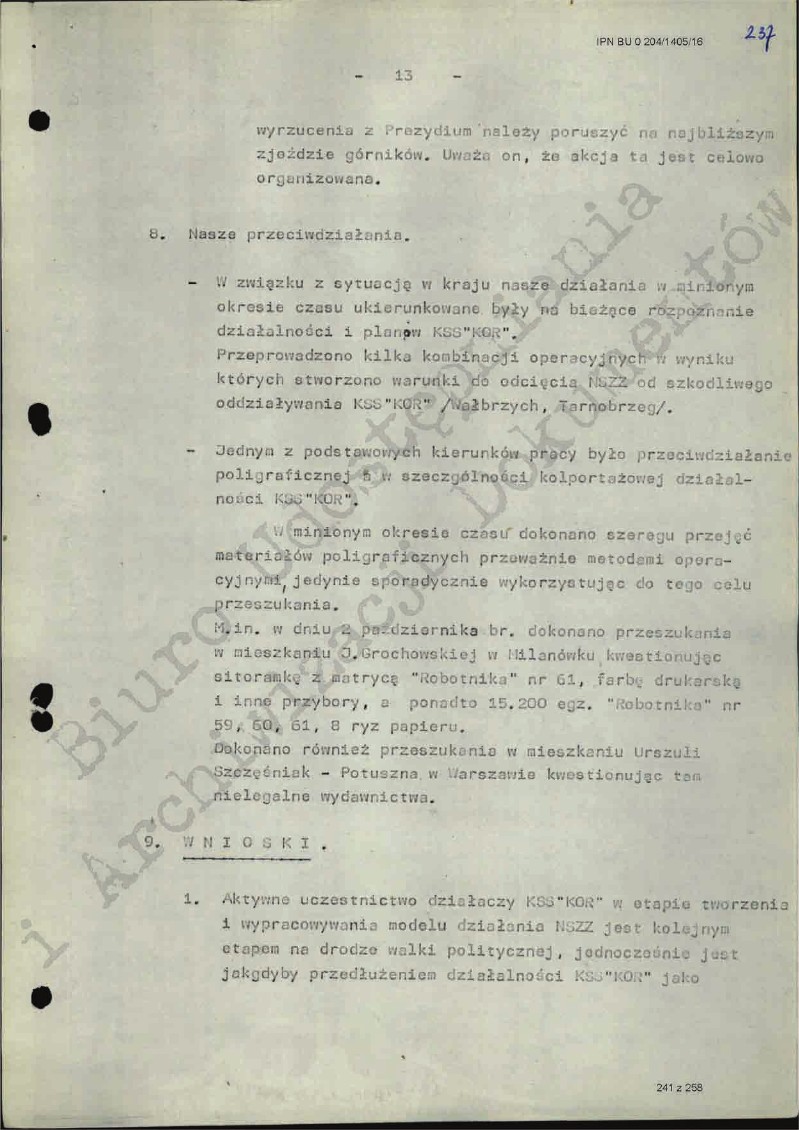 IPN BU 0 204/1405/16
237
- 13 -
wyrzucenia z Prezydium należy poruszyć na najbliższym
zjeździe górników. Uważa on, że akcja ta jest celowo
organizowana.
8. Nasze przeciwdziałania.
- W związku z sytuacją w kraju nasze działania w minionym
okresie czasu ukierunkowane były na bieżące rozpoznanie
działalności i planów KSS"KOR".
Przeprowadzono kilka kombinacji operacyjnych w wyniku
których stworzono warunki do odcięcia NSZZ od szkodliwego
oddziaływania KSS"KOR" /Wałbrzych, Tarnobrzeg/.
- Jednym z podstawowych kierunków pracy było przeciwdziałanie
poligraficznej i w szczególności kolportażowej działal-
ności KSS"KOR".
W minionym okresie czasu dokonano szeregu przejęć
materiałów poligraficznych przeważnie metodami opera-
cyjnymi, jedynie sporadycznie wykorzystując do tego celu
przeszukania.
M.in. w dniu 2 października br. dokonano przeszukania
w mieszkaniu J.Grochowskiej w Milanówku kwestionując
sitoramkę z matrycą "Robotnika" nr 61, farbę drukarską
i inne przybory, a ponadto 15.200 egz. "Robotnika" nr
59, 60, 61, 8 ryz papieru.
Dokonano również przeszukania w mieszkaniu Urszuli
Szczęśniak - Potuszna w Warszawie kwestionując tam
nielegalne wydawnictwa.
9. W N I O S K I .
1. Aktywne uczestnictwo działaczy KSS"KOR" w etapie tworzenia
i wypracowywania modelu działania NSZZ jest kolejnym
etapem na drodze walki politycznej, jednocześnie jest
jakgdyby przedłużeniem działalności KSS"KOR" jako
241 z 258
Biuro Udostępniania
i Archiwizacji Dokumentów